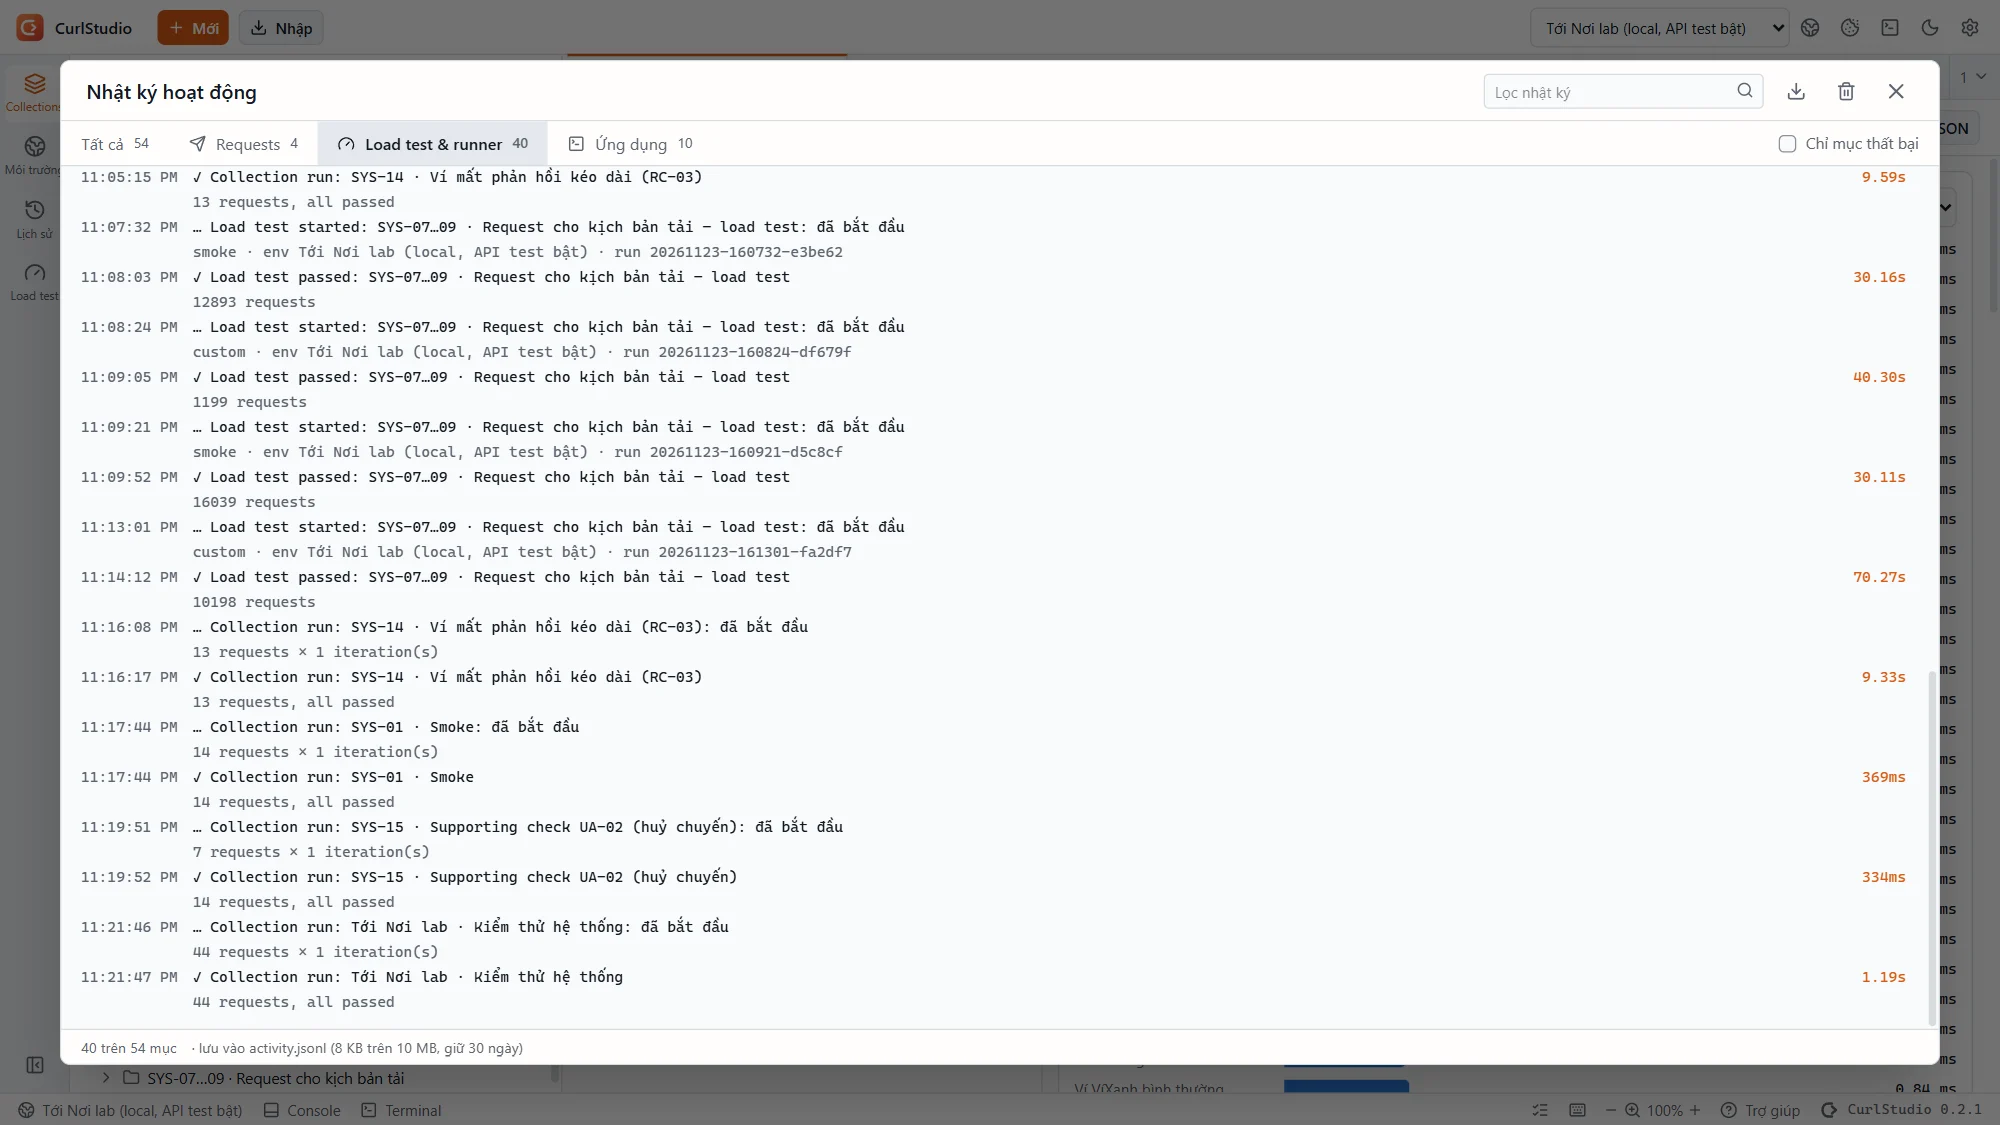 CurlStudio
Mới
Nhập
Tới Nơi lab (local, API test bật)
Collections
Môi trường
Lịch sử
Load test
Nhật ký hoạt động
Lọc nhật ký
1
SON
Tất cả 54
Requests 4
Load test & runner 40
Ứng dụng 10
Chỉ mục thất bại
11:05:15 PM ✓ Collection run: SYS-14 · Ví mất phản hồi kéo dài (RC-03) 9.59s
13 requests, all passed
11:07:32 PM … Load test started: SYS-07…09 · Request cho kịch bản tải - load test: đã bắt đầu
smoke · env Tới Nơi lab (local, API test bật) · run 20261123-160732-e3be62
11:08:03 PM ✓ Load test passed: SYS-07…09 · Request cho kịch bản tải - load test 30.16s
12893 requests
11:08:24 PM … Load test started: SYS-07…09 · Request cho kịch bản tải - load test: đã bắt đầu
custom · env Tới Nơi lab (local, API test bật) · run 20261123-160824-df679f
11:09:05 PM ✓ Load test passed: SYS-07…09 · Request cho kịch bản tải - load test 40.30s
1199 requests
11:09:21 PM … Load test started: SYS-07…09 · Request cho kịch bản tải - load test: đã bắt đầu
smoke · env Tới Nơi lab (local, API test bật) · run 20261123-160921-d5c8cf
11:09:52 PM ✓ Load test passed: SYS-07…09 · Request cho kịch bản tải - load test 30.11s
16039 requests
11:13:01 PM … Load test started: SYS-07…09 · Request cho kịch bản tải - load test: đã bắt đầu
custom · env Tới Nơi lab (local, API test bật) · run 20261123-161301-fa2df7
11:14:12 PM ✓ Load test passed: SYS-07…09 · Request cho kịch bản tải - load test 70.27s
10198 requests
11:16:08 PM … Collection run: SYS-14 · Ví mất phản hồi kéo dài (RC-03): đã bắt đầu
13 requests × 1 iteration(s)
11:16:17 PM ✓ Collection run: SYS-14 · Ví mất phản hồi kéo dài (RC-03) 9.33s
13 requests, all passed
11:17:44 PM … Collection run: SYS-01 · Smoke: đã bắt đầu
14 requests × 1 iteration(s)
11:17:44 PM ✓ Collection run: SYS-01 · Smoke 369ms
14 requests, all passed
11:19:51 PM … Collection run: SYS-15 · Supporting check UA-02 (huỷ chuyến): đã bắt đầu
7 requests × 1 iteration(s)
11:19:52 PM ✓ Collection run: SYS-15 · Supporting check UA-02 (huỷ chuyến) 334ms
14 requests, all passed
11:21:46 PM … Collection run: Tới Nơi lab · Kiểm thử hệ thống: đã bắt đầu
44 requests × 1 iteration(s)
11:21:47 PM ✓ Collection run: Tới Nơi lab · Kiểm thử hệ thống 1.19s
44 requests, all passed
40 trên 54 mục · lưu vào activity.jsonl (8 KB trên 10 MB, giữ 30 ngày)
SYS-07…09 · Request cho kịch bản tải
Ví ViXanh bình thường 0.84 ms
Tới Nơi lab (local, API test bật)
Console
Terminal
100%
Trợ giúp
CurlStudio 0.2.1